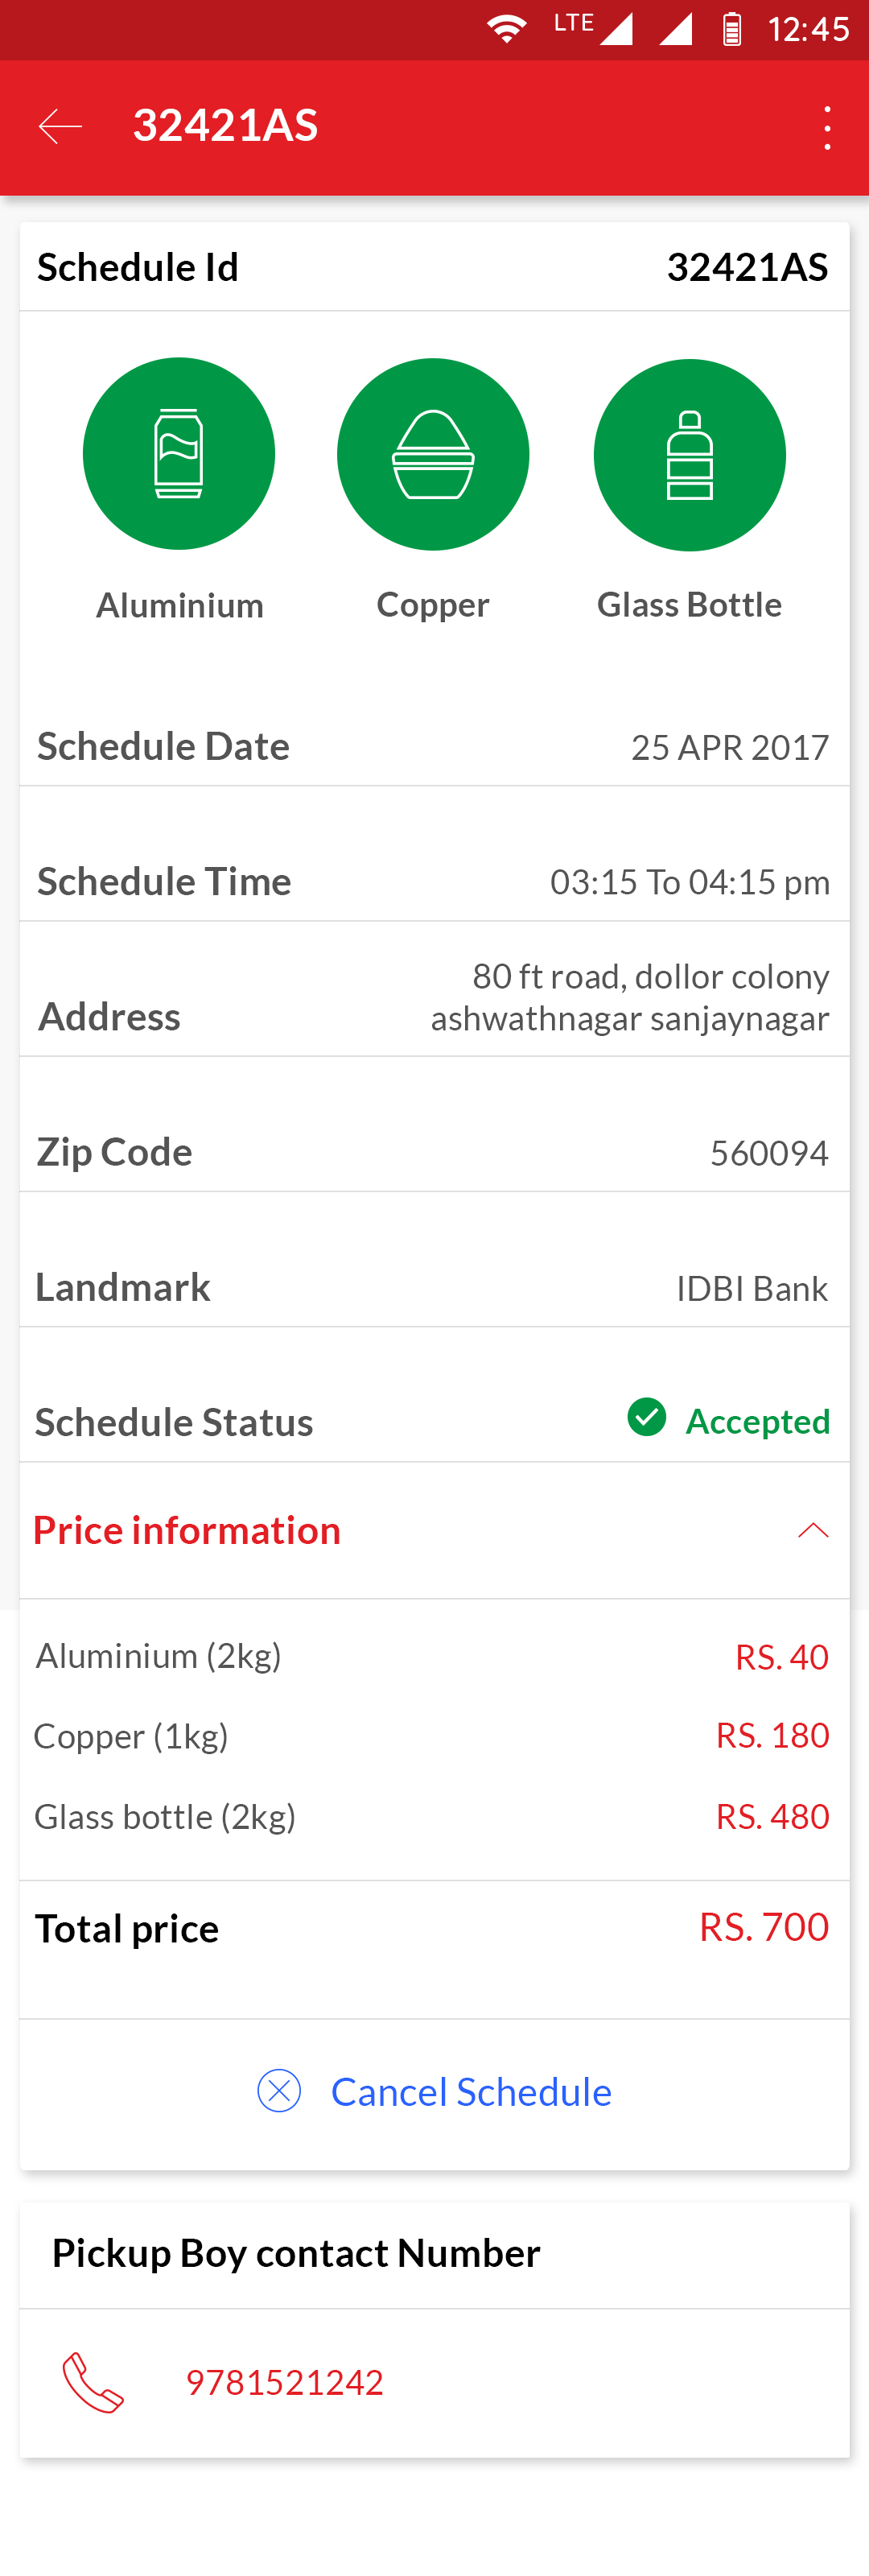 LTE 12:45
32421AS
Schedule Id 32421AS
Aluminium Copper Glass Bottle
Schedule Date 25 APR 2017
Schedule Time 03:15 To 04:15 pm
Address 80 ft road, dollor colony
ashwathnagar sanjaynagar
Zip Code 560094
Landmark IDBI Bank
Schedule Status Accepted
Price information
Aluminium (2kg) RS. 40
Copper (1kg) RS. 180
Glass bottle (2kg) RS. 480
Total price RS. 700
Cancel Schedule
Pickup Boy contact Number
9781521242